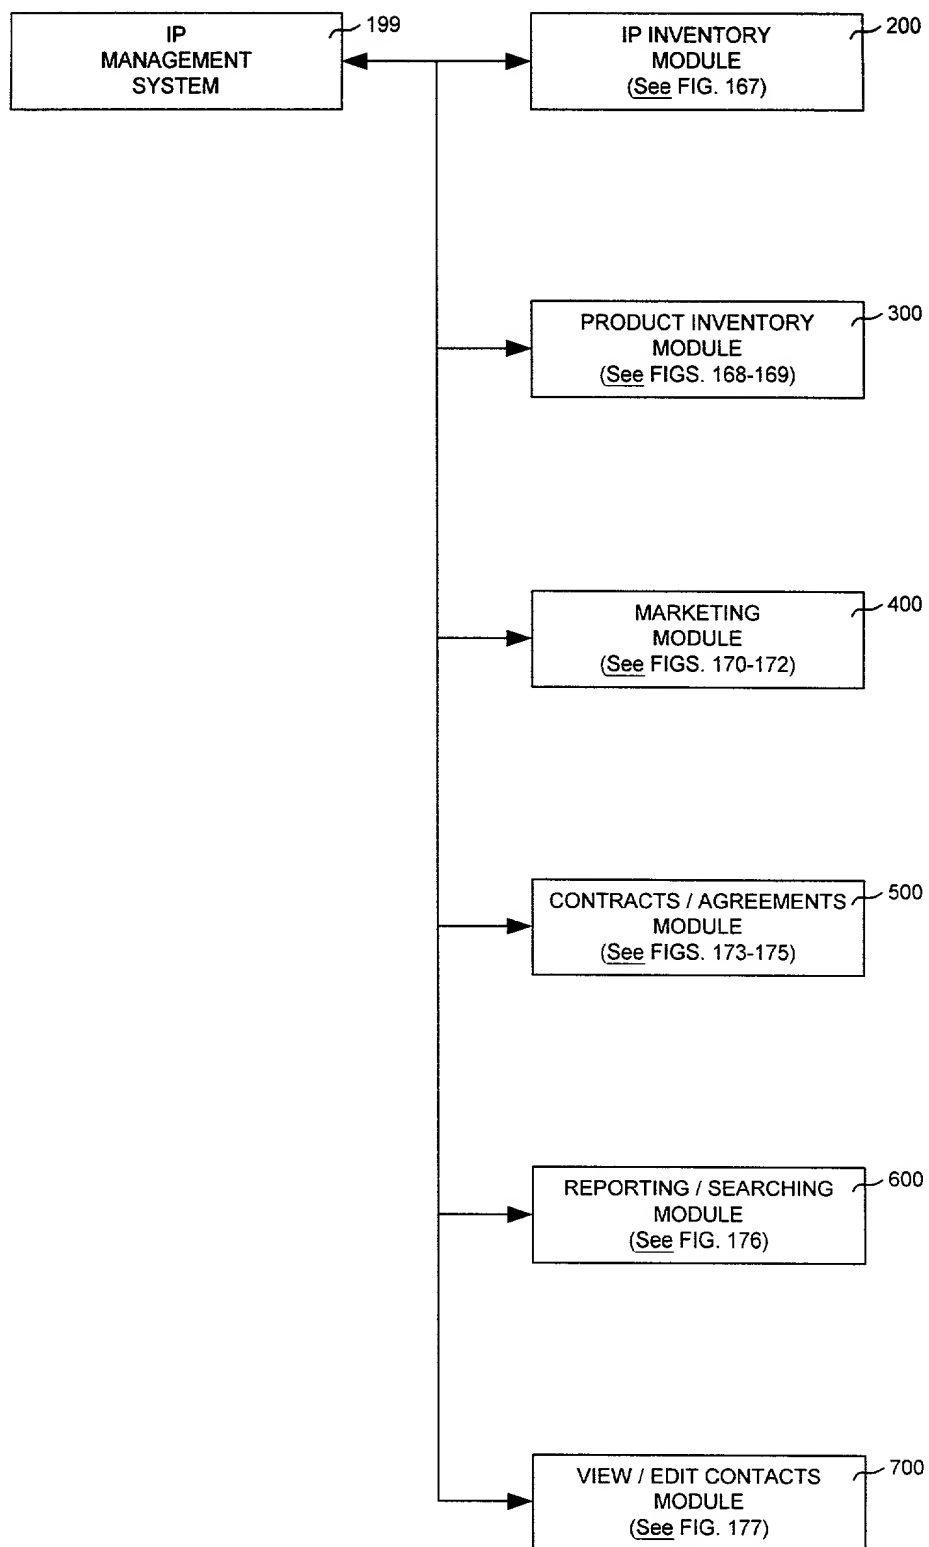 IP
MANAGEMENT
SYSTEM
199
IP INVENTORY
MODULE
(See FIG. 167)
200
PRODUCT INVENTORY
MODULE
(See FIGS. 168-169)
300
MARKETING
MODULE
(See FIGS. 170-172)
400
CONTRACTS / AGREEMENTS
MODULE
(See FIGS. 173-175)
500
REPORTING / SEARCHING
MODULE
(See FIG. 176)
600
VIEW / EDIT CONTACTS
MODULE
(See FIG. 177)
700